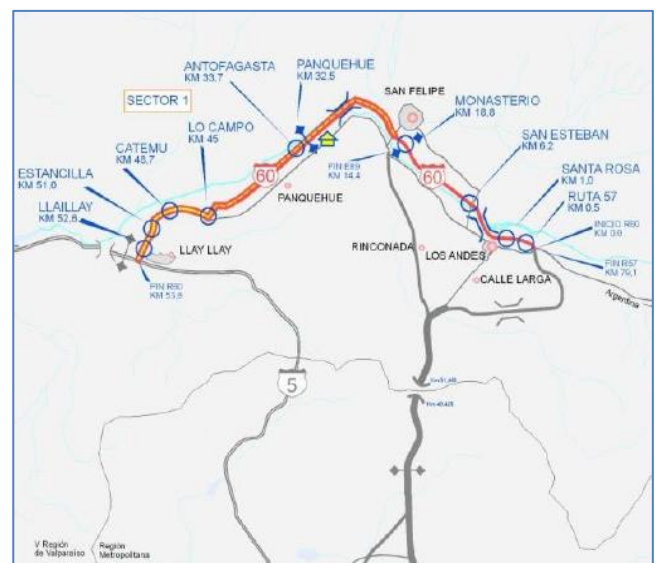 ANTOFAGASTA
KM 33,7
PANQUEHUE
KM 32,5
SECTOR 1
SAN FELIPE
MONASTERIO
KM 18,8
LO CAMPO
KM 45
CATEMU
KM 48,7
SAN ESTEBAN
KM 6,2
ESTANCILLA
KM 51,0
SANTA ROSA
KM 1,0
LLAILLAY
KM 52,8
RUTA 57
KM 0,5
60
60
FIN E89
KM 14,4
PANQUEHUE
INICIO R60
KM 0,0
RINCONADA
LOS ANDES
LLAY LLAY
FIN R57
KM 79,1
CALLE LARGA
FIN R60
KM 53,9
Argentina
5
V Región
de Valparaíso
Región
Metropolitana